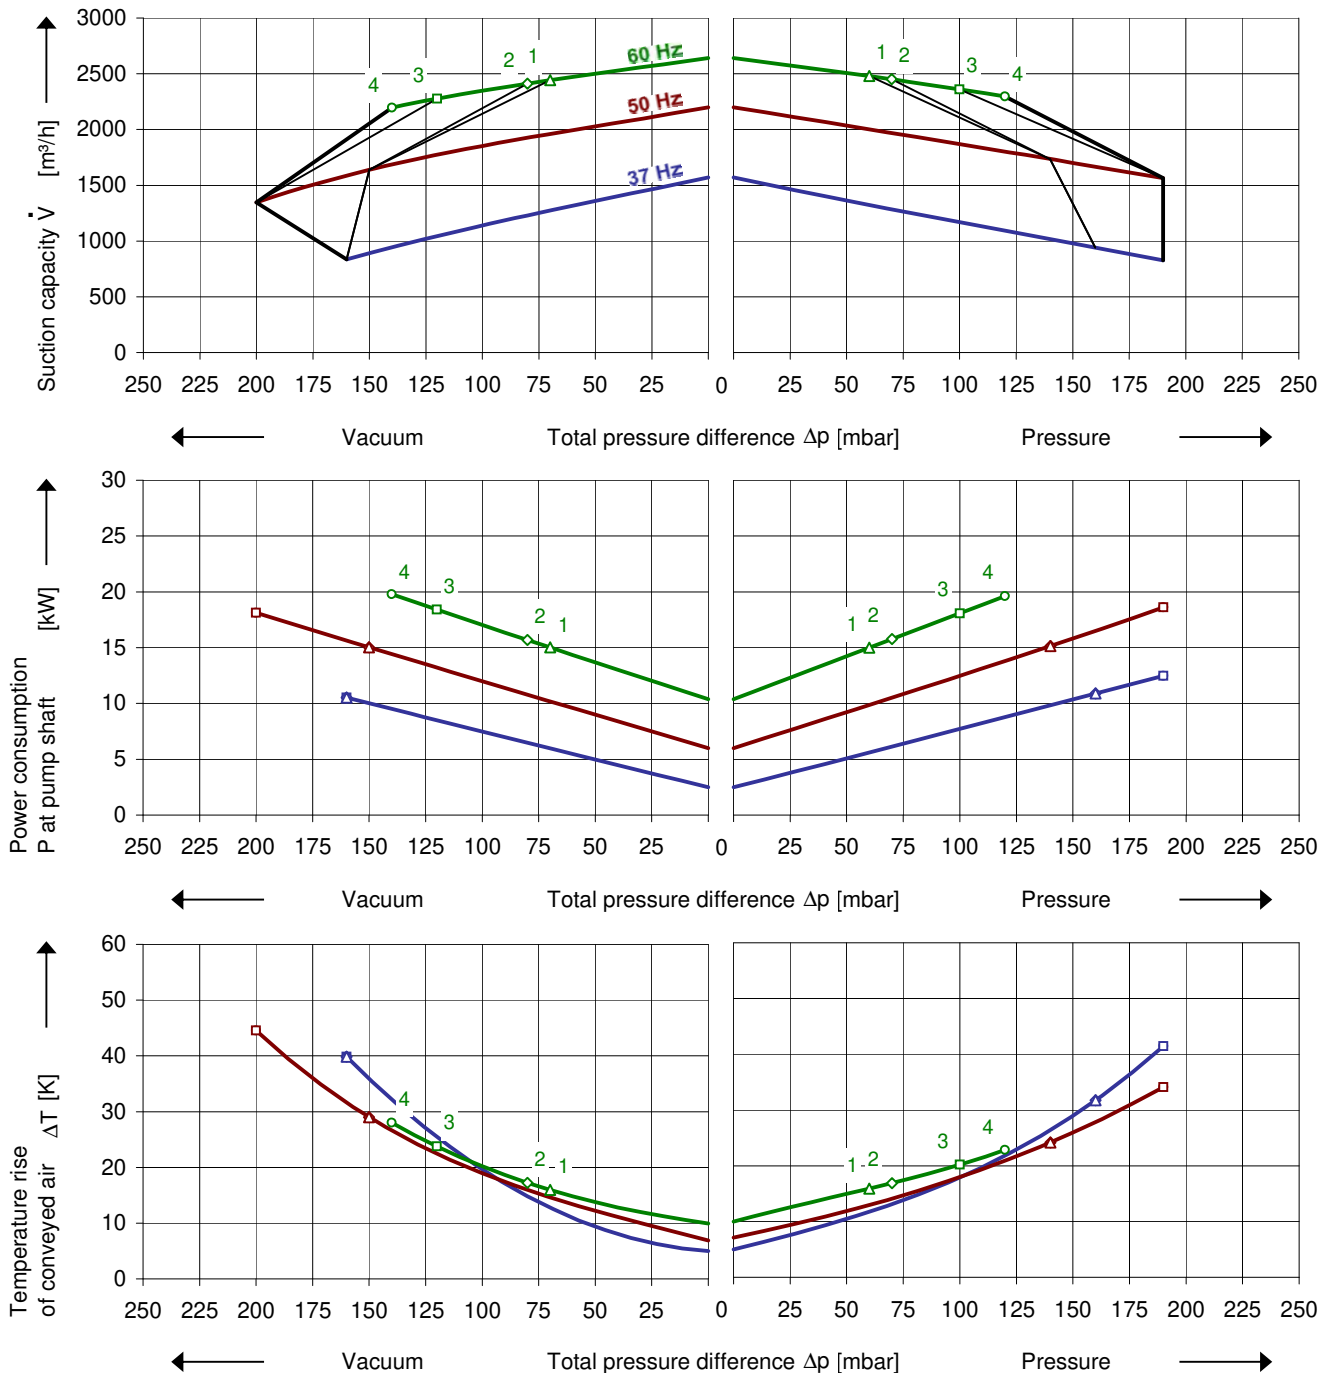 Suction capacity V̇ [m³/h]
3000
2500
2000
1500
1000
500
0
60 Hz
50 Hz
37 Hz
4 3 2 1
1 2 3 4
250 225 200 175 150 125 100 75 50 25 0 25 50 75 100 125 150 175 200 225 250
Vacuum Total pressure difference Δp [mbar] Pressure
Power consumption
P at pump shaft [kW]
30
25
20
15
10
5
0
4 3 2 1
1 2 3 4
250 225 200 175 150 125 100 75 50 25 0 25 50 75 100 125 150 175 200 225 250
Vacuum Total pressure difference Δp [mbar] Pressure
Temperature rise
of conveyed air ΔT [K]
60
50
40
30
20
10
0
4 3 2 1
1 2 3 4
250 225 200 175 150 125 100 75 50 25 0 25 50 75 100 125 150 175 200 225 250
Vacuum Total pressure difference Δp [mbar] Pressure